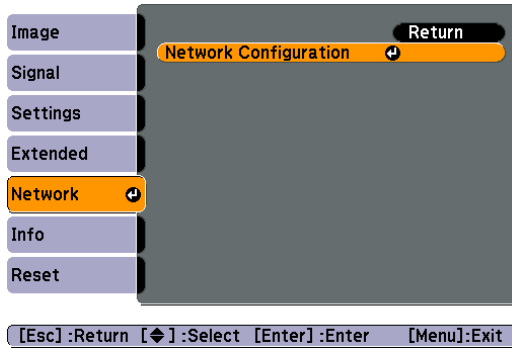 Image
Signal
Settings
Extended
Network
Info
Reset
Return
Network Configuration
[Esc] :Return [◆] :Select [Enter] :Enter [Menu]:Exit